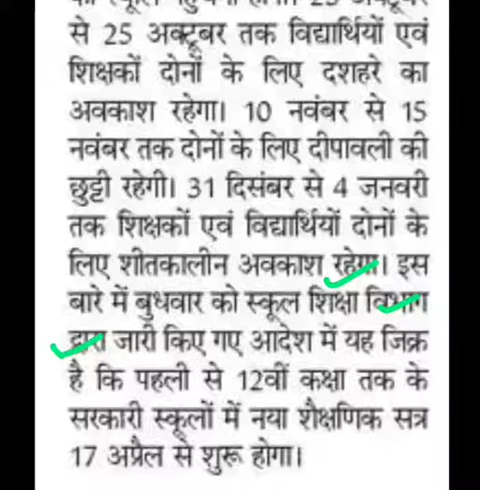 से 25 अक्टूबर तक विद्यार्थियों एवं
शिक्षकों दोनों के लिए दशहरे का
अवकाश रहेगा। 10 नवंबर से 15
नवंबर तक दोनों के लिए दीपावली की
छुट्टी रहेगी। 31 दिसंबर से 4 जनवरी
तक शिक्षकों एवं विद्यार्थियों दोनों के
लिए शीतकालीन अवकाश रहेगा। इस
बारे में बुधवार को स्कूल शिक्षा विभाग
द्वारा जारी किए गए आदेश में यह जिक्र
है कि पहली से 12वीं कक्षा तक के
सरकारी स्कूलों में नया शैक्षणिक सत्र
17 अप्रैल से शुरू होगा।